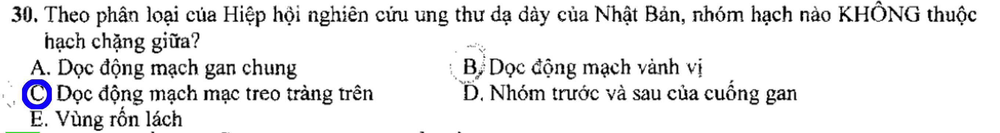 30. Theo phân loại của Hiệp hội nghiên cứu ung thư dạ dày của Nhật Bản, nhóm hạch nào KHÔNG thuộc
hạch chặng giữa?
A. Dọc động mạch gan chung B. Dọc động mạch vành vị
C Dọc động mạch mạc treo tràng trên D. Nhóm trước và sau của cuống gan
E. Vùng rốn lách